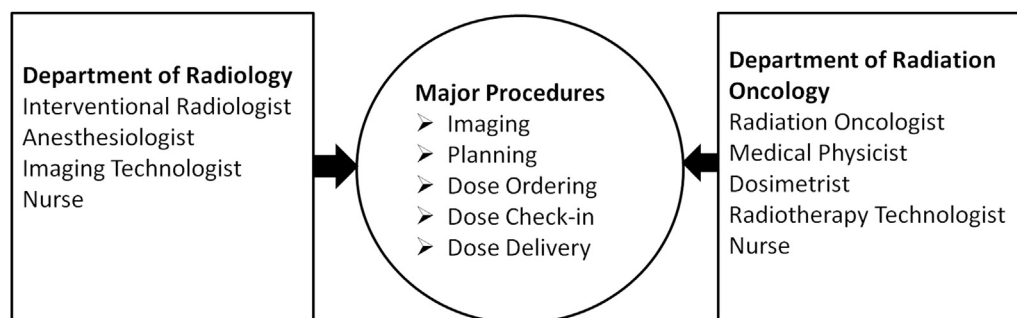 Department of Radiology
Interventional Radiologist
Anesthesiologist
Imaging Technologist
Nurse
Major Procedures
➢ Imaging
➢ Planning
➢ Dose Ordering
➢ Dose Check-in
➢ Dose Delivery
Department of Radiation
Oncology
Radiation Oncologist
Medical Physicist
Dosimetrist
Radiotherapy Technologist
Nurse